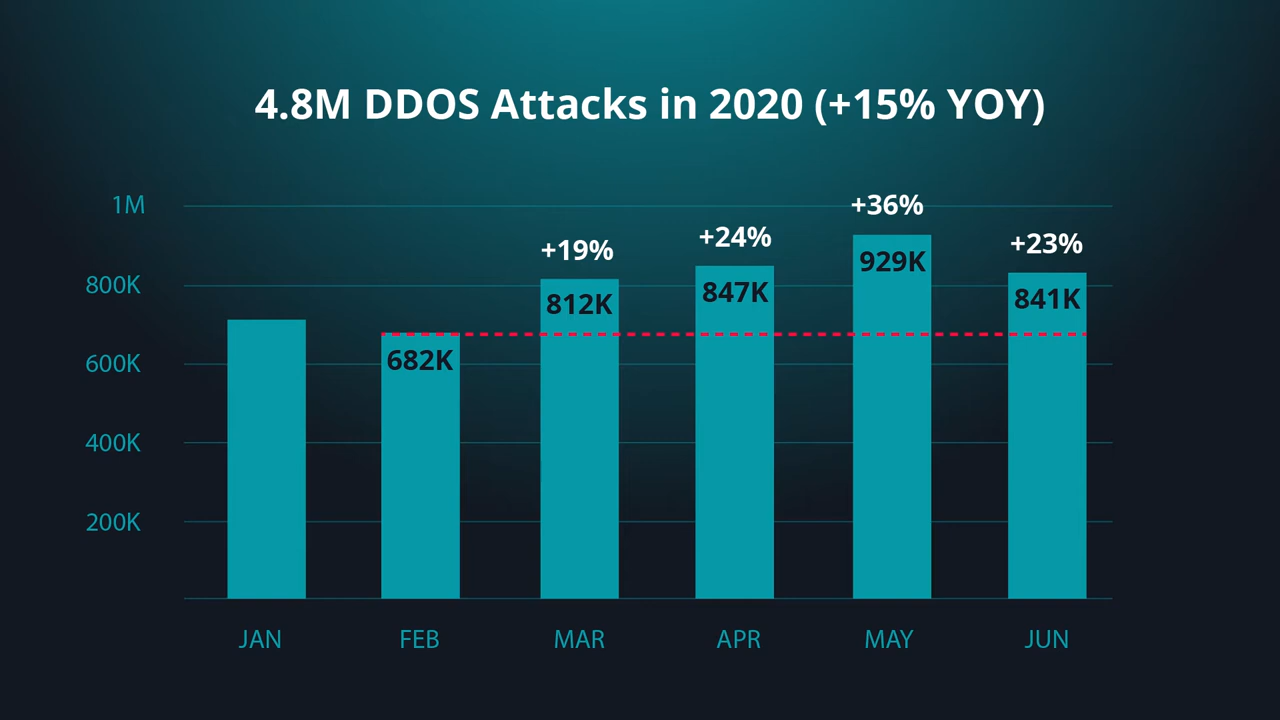 4.8M DDOS Attacks in 2020 (+15% YOY)
1M
+36%
+24%
+19%
+23%
929K
800K
812K
847K
841K
600K
682K
400K
200K
JAN FEB MAR APR MAY JUN